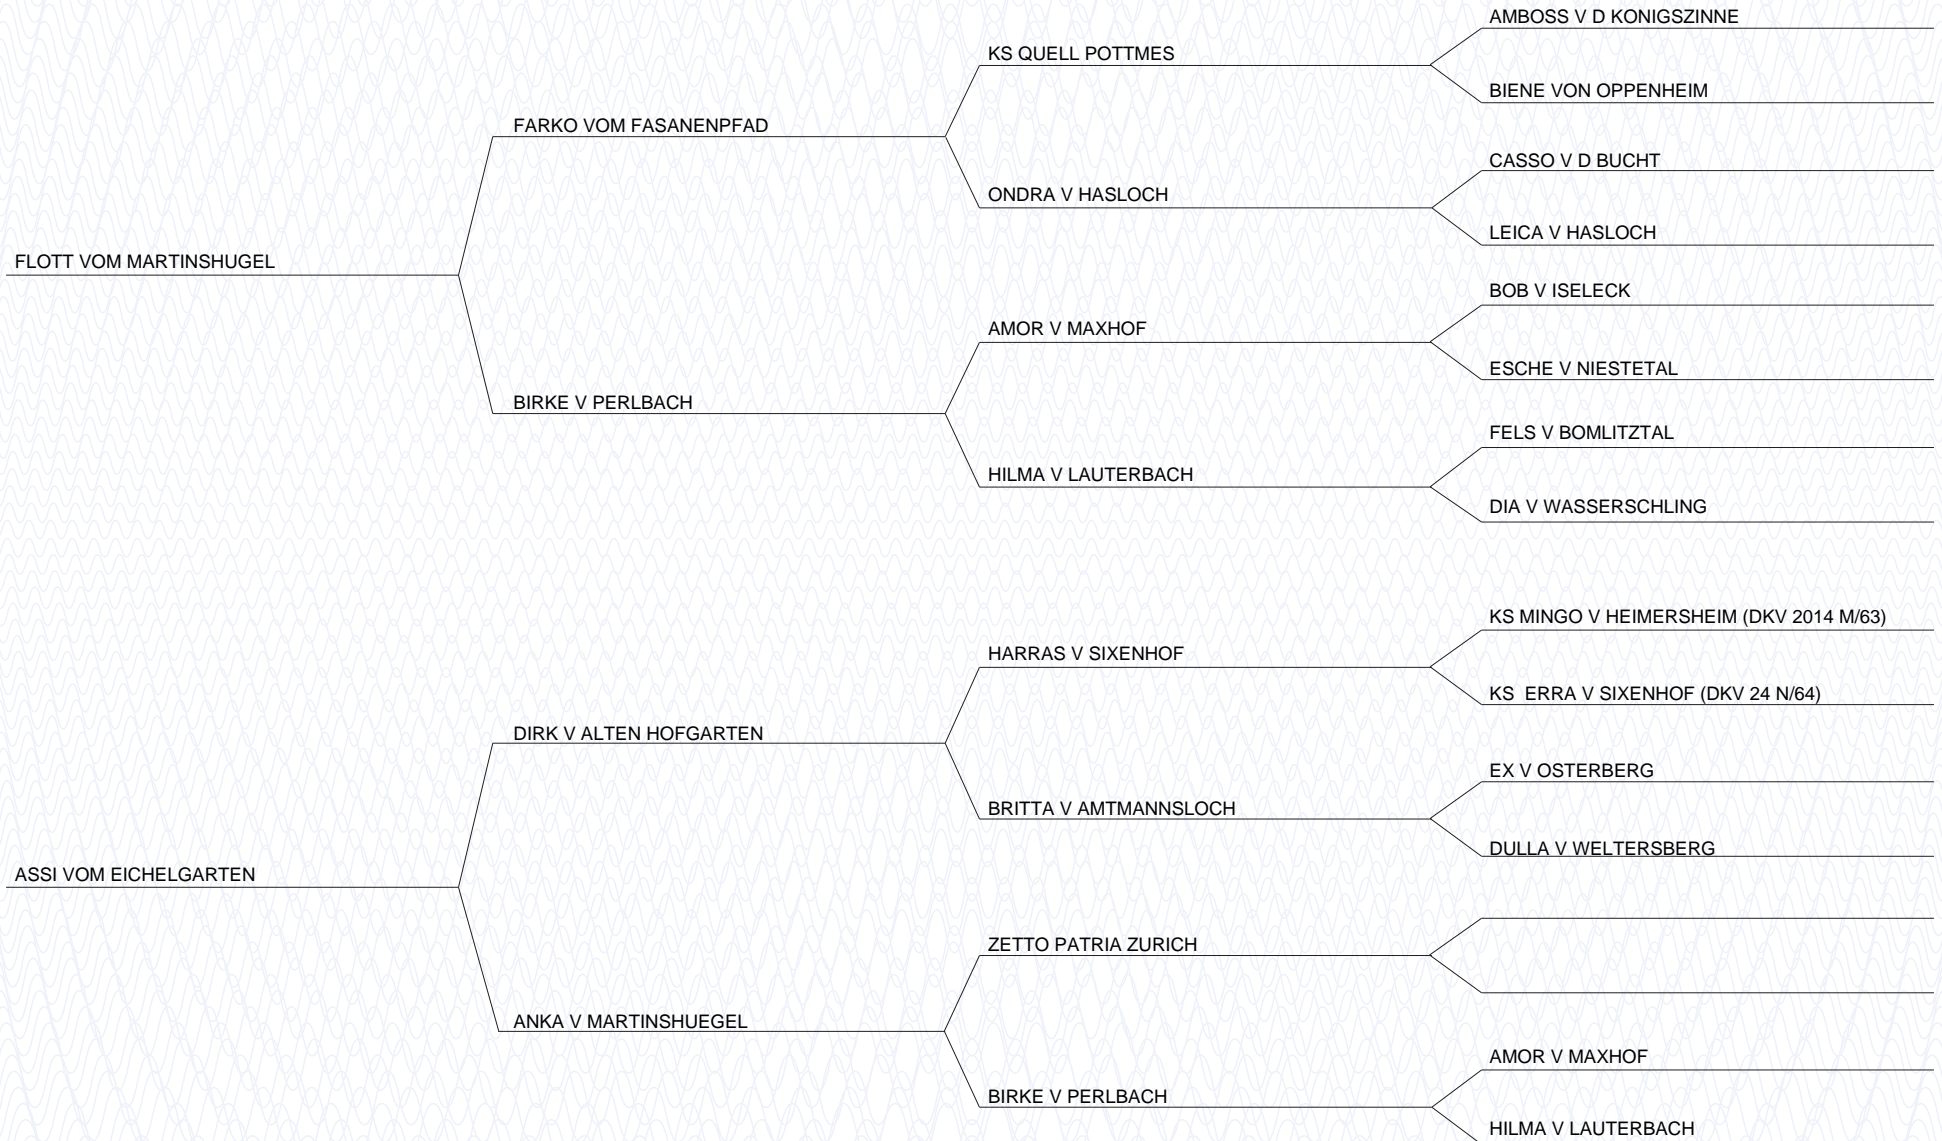 AMBOSS V D KONIGSZINNE
KS QUELL POTTMES
BIENE VON OPPENHEIM
FARKO VOM FASANENPFAD
CASSO V D BUCHT
ONDRA V HASLOCH
LEICA V HASLOCH
FLOTT VOM MARTINSHUGEL
BOB V ISELECK
AMOR V MAXHOF
ESCHE V NIESTETAL
BIRKE V PERLBACH
FELS V BOMLITZTAL
HILMA V LAUTERBACH
DIA V WASSERSCHLING
KS MINGO V HEIMERSHEIM (DKV 2014 M/63)
HARRAS V SIXENHOF
KS  ERRA V SIXENHOF (DKV 24 N/64)
DIRK V ALTEN HOFGARTEN
EX V OSTERBERG
BRITTA V AMTMANNSLOCH
DULLA V WELTERSBERG
ASSI VOM EICHELGARTEN
ZETTO PATRIA ZURICH
ANKA V MARTINSHUEGEL
AMOR V MAXHOF
BIRKE V PERLBACH
HILMA V LAUTERBACH